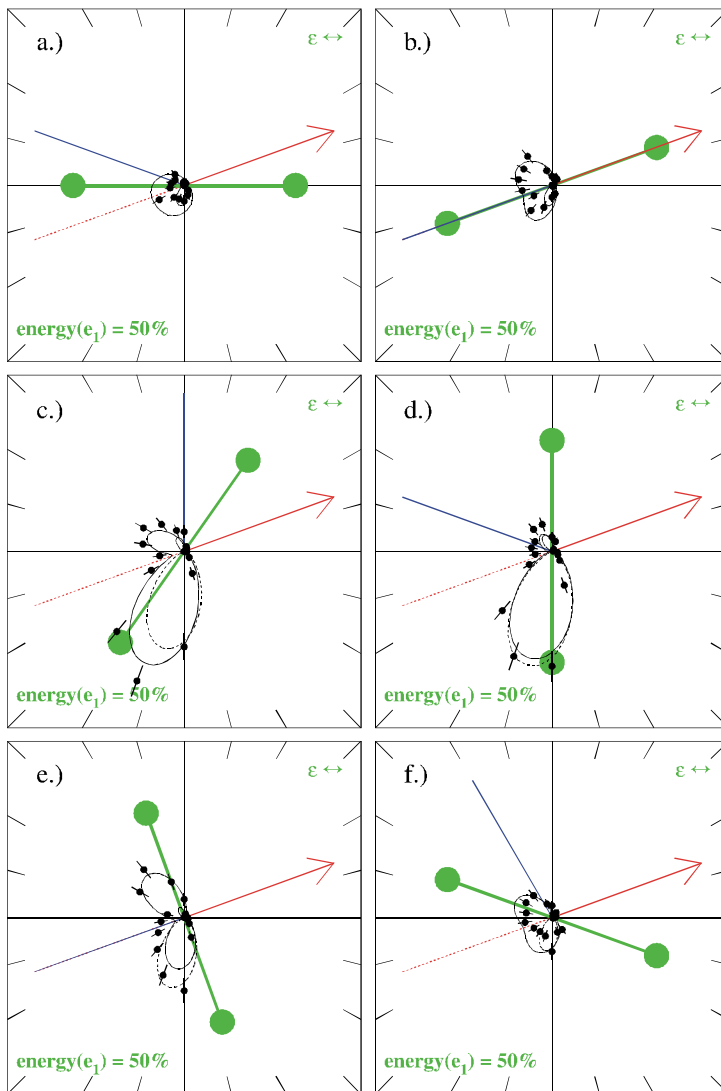 a.) ε ↔
energy(e₁) = 50%
b.) ε ↔
energy(e₁) = 50%
c.) ε ↔
energy(e₁) = 50%
d.) ε ↔
energy(e₁) = 50%
e.) ε ↔
energy(e₁) = 50%
f.) ε ↔
energy(e₁) = 50%